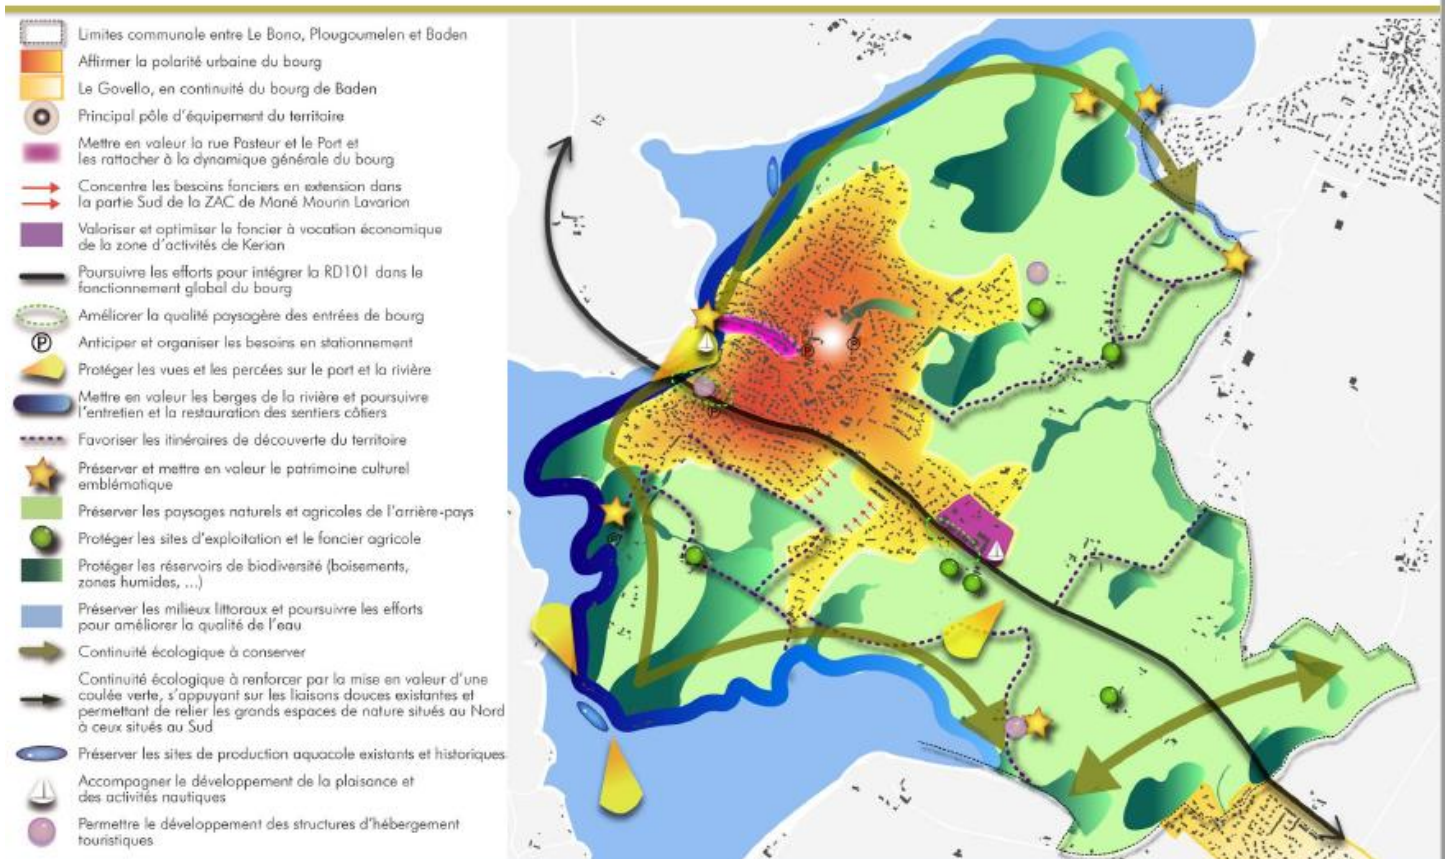 Limites communale entre Le Bono, Plougoumelen et Baden
Affirmer la polarité urbaine du bourg
Le Govello, en continuité du bourg de Baden
Principal pôle d'équipement du territoire
Mettre en valeur la rue Pasteur et le Port et
les rattacher à la dynamique générale du bourg
Concentre les besoins fonciers en extension dans
la partie Sud de la ZAC de Mané Mourin Lavarion
Valoriser et optimiser le foncier à vocation économique
de la zone d'activités de Kerian
Poursuivre les efforts pour intégrer la RD101 dans le
fonctionnement global du bourg
Améliorer la qualité paysagère des entrées de bourg
P Anticiper et organiser les besoins en stationnement
Protéger les vues et les percées sur le port et la rivière
Mettre en valeur les berges de la rivière et poursuivre
l'entretien et la restauration des sentiers côtiers
Favoriser les itinéraires de découverte du territoire
Préserver et mettre en valeur le patrimoine culturel
emblématique
Préserver les paysages naturels et agricoles de l'arrière-pays
Protéger les sites d'exploitation et le foncier agricole
Protéger les réservoirs de biodiversité (boisements,
zones humides, ...)
Préserver les milieux littoraux et poursuivre les efforts
pour améliorer la qualité de l'eau
Continuité écologique à conserver
Continuité écologique à renforcer par la mise en valeur d'une
coulée verte, s'appuyant sur les liaisons douces existantes et
permettant de relier les grands espaces de nature situés au Nord
à ceux situés au Sud
Préserver les sites de production aquacole existants et historiques
Accompagner le développement de la plaisance et
des activités nautiques
Permettre le développement des structures d'hébergement
touristiques
P
P
P
P